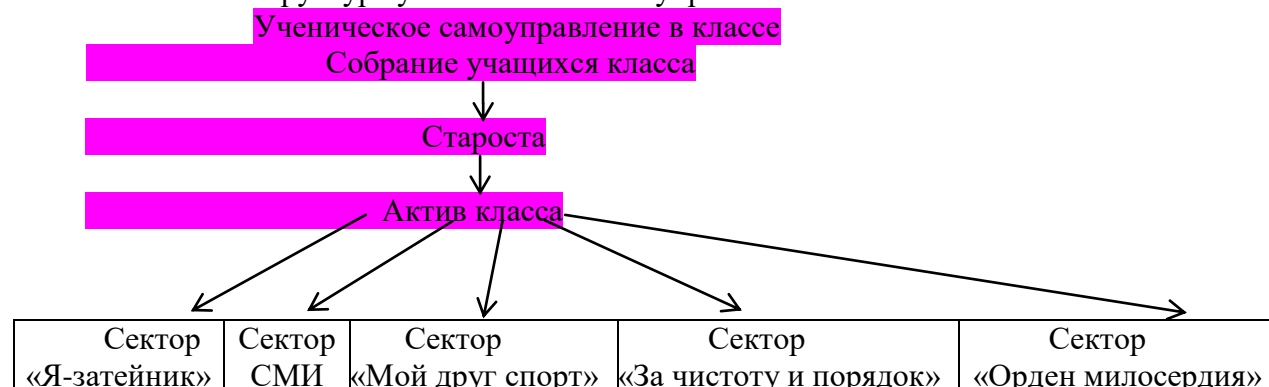 Ученическое самоуправление в классе
Собрание учащихся класса
Староста
Актив класса
Сектор Сектор Сектор Сектор Сектор
«Я-затейник» СМИ «Мой друг спорт» «За чистоту и порядок» «Орден милосердия»